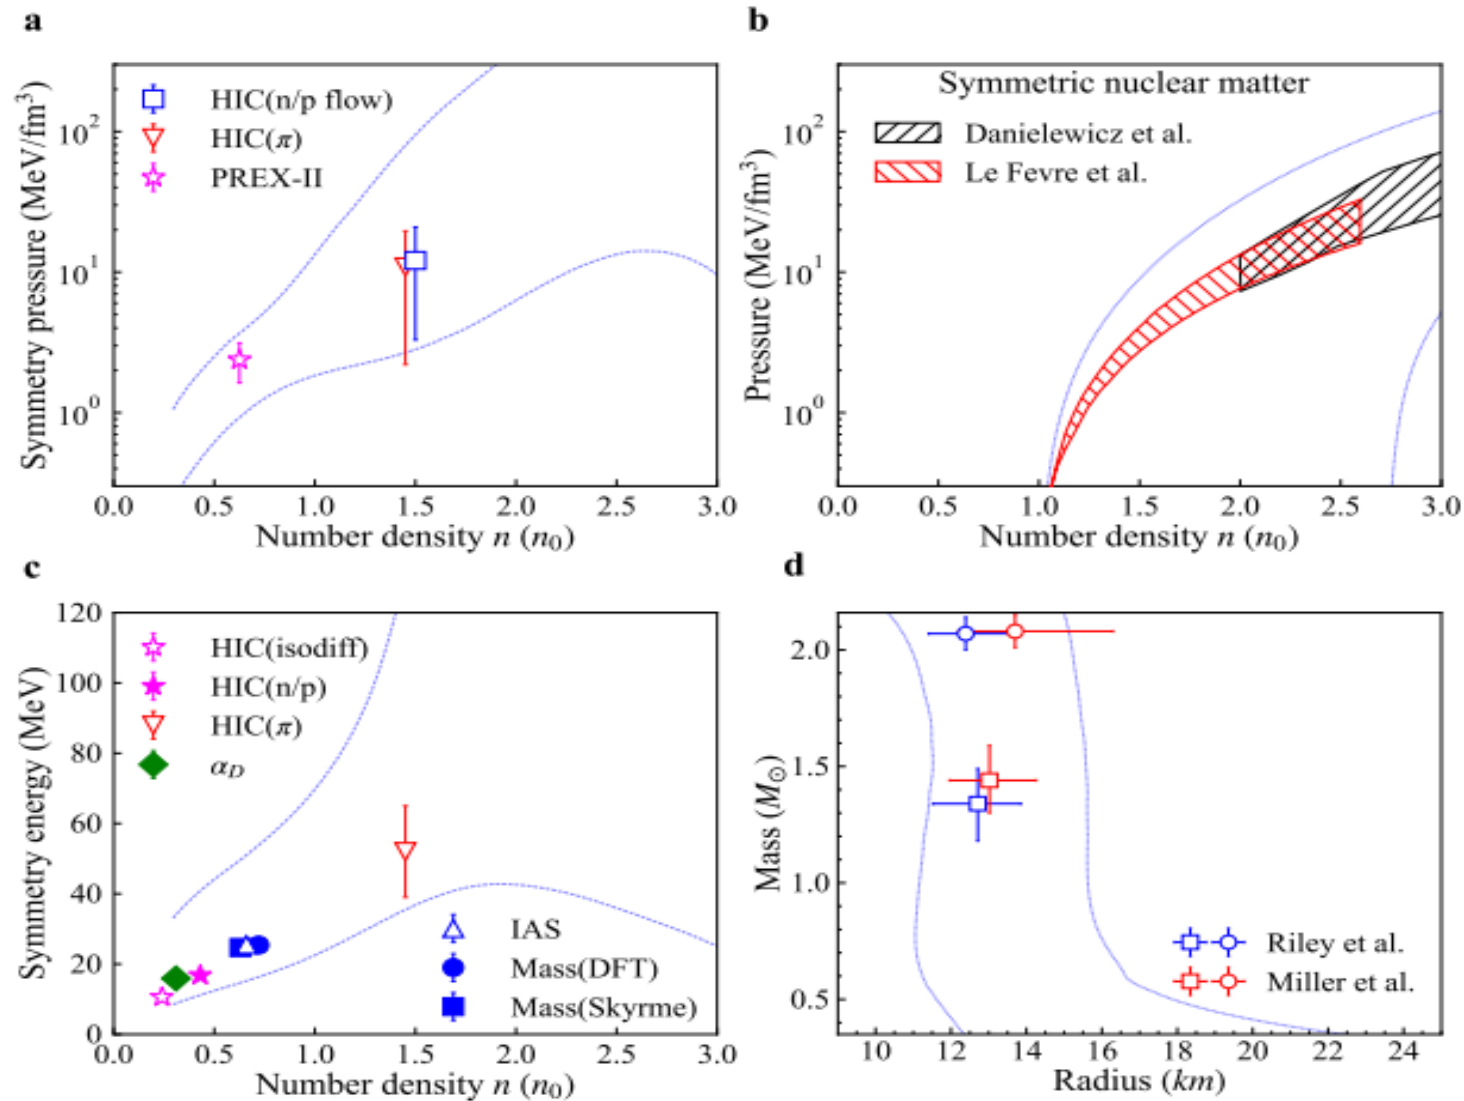 a
Symmetry pressure (MeV/fm³)
10²
10¹
10⁰
HIC(n/p flow)
HIC(π)
PREX-II
0.0 0.5 1.0 1.5 2.0 2.5 3.0
Number density n (n₀)
b
Pressure (MeV/fm³)
10²
10¹
10⁰
Symmetric nuclear matter
Danielewicz et al.
Le Fevre et al.
0.0 0.5 1.0 1.5 2.0 2.5 3.0
Number density n (n₀)
c
Symmetry energy (MeV)
120
100
80
60
40
20
0
HIC(isodiff)
HIC(n/p)
HIC(π)
α_D
IAS
Mass(DFT)
Mass(Skyrme)
0.0 0.5 1.0 1.5 2.0 2.5 3.0
Number density n (n₀)
d
Mass (M⊙)
2.0
1.5
1.0
0.5
Riley et al.
Miller et al.
10 12 14 16 18 20 22 24
Radius (km)